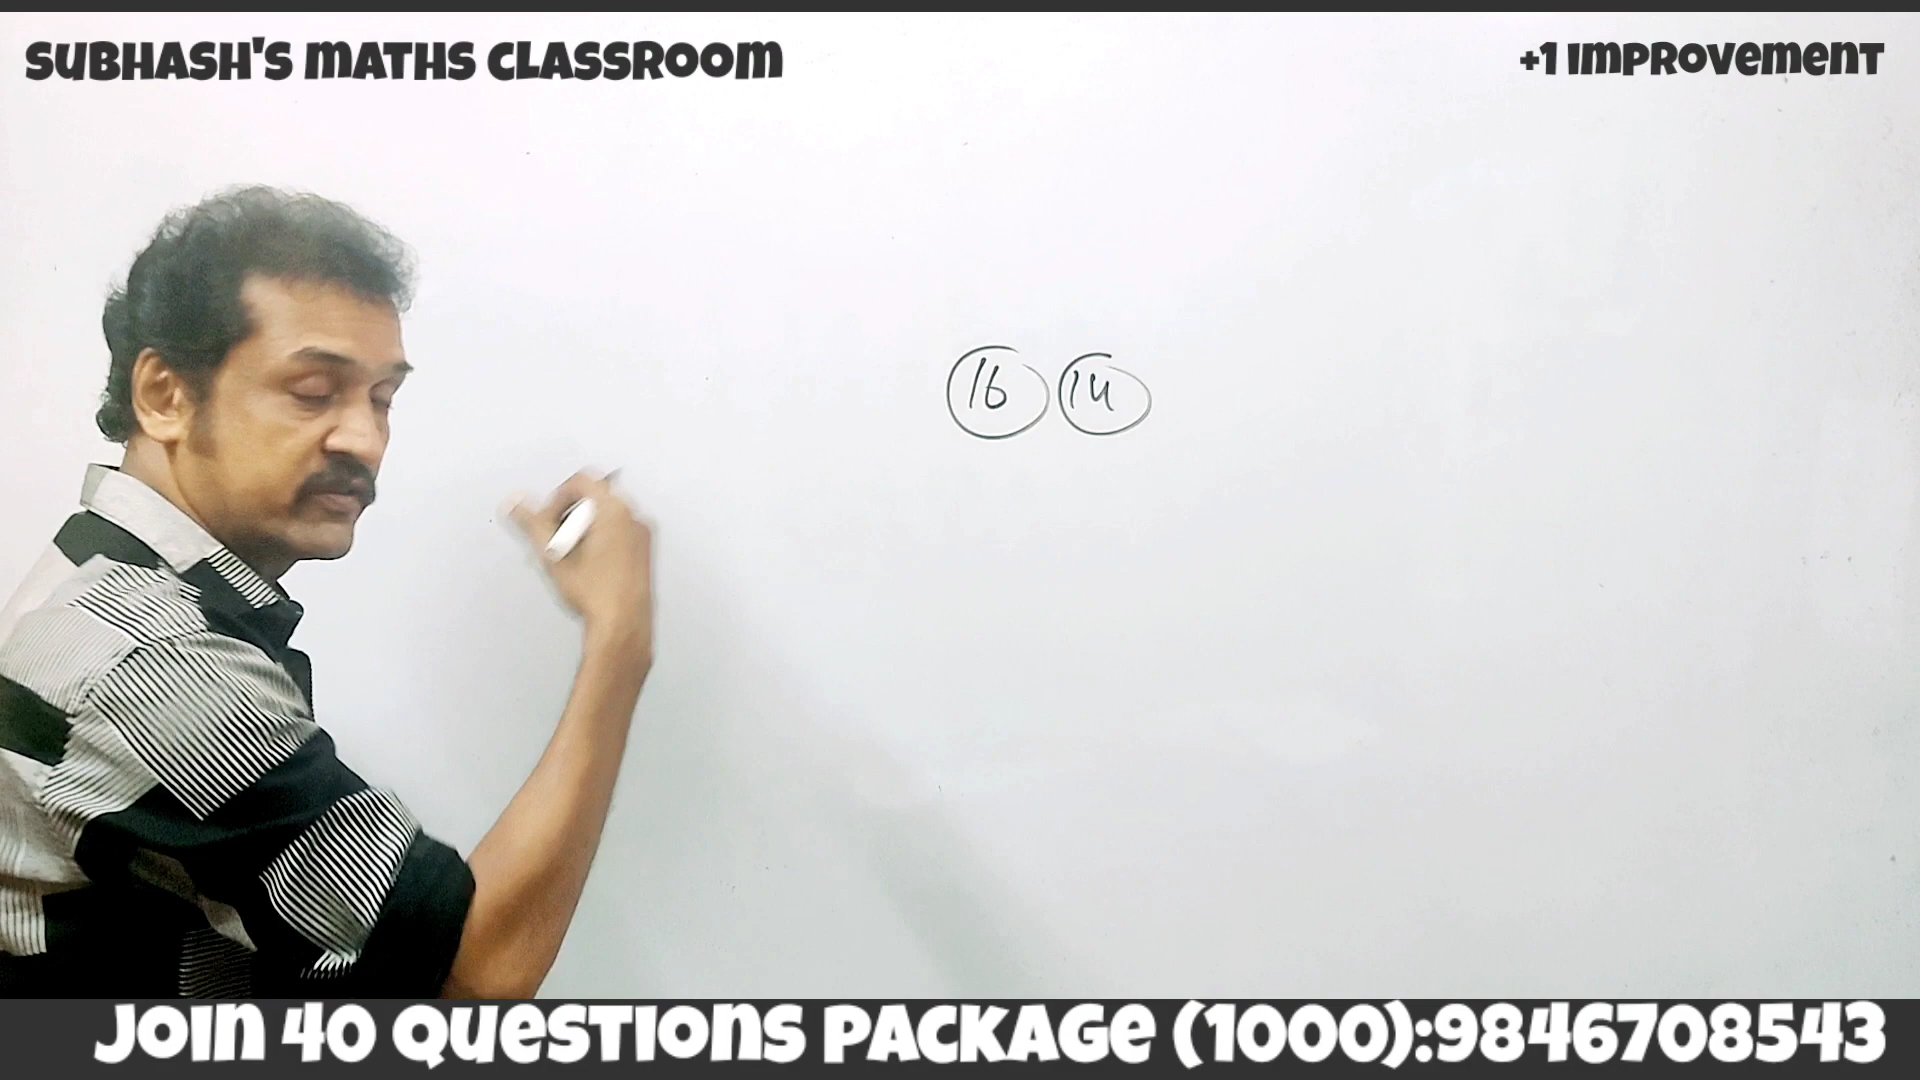 SUBHASH'S MATHS CLASSROOM
+1 IMPROVEMENT
16 14
JOIN 40 QUESTIONS PACKAGE (1000):9846708543